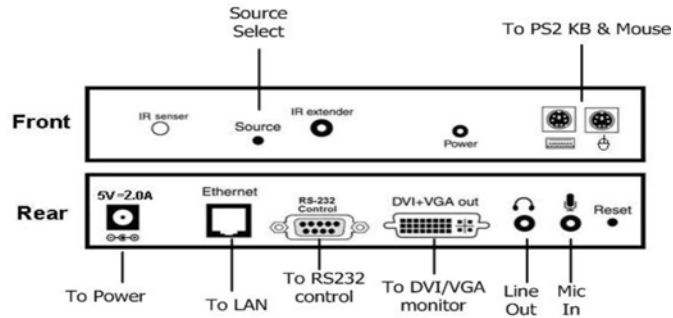 Source
Select
To PS2 KB & Mouse
Front
IR senser
Source
IR extender
Power
Rear
5V⎓2.0A
Ethernet
RS-232
Control
DVI+VGA out
Reset
To Power
To LAN
To RS232
control
To DVI/VGA
monitor
Line
Out
Mic
In